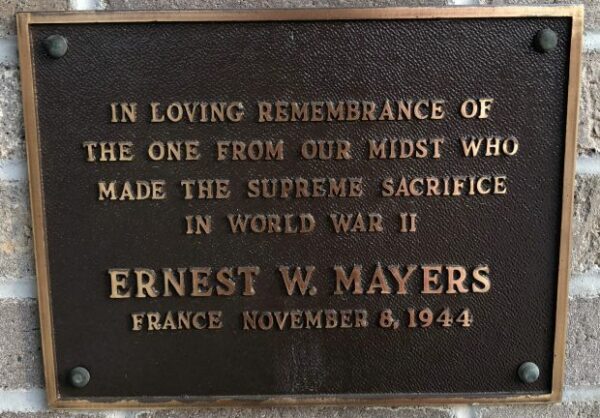 IN LOVING REMEMBRANCE OF
THE ONE FROM OUR MIDST WHO
MADE THE SUPREME SACRIFICE
IN WORLD WAR II
ERNEST W. MAYERS
FRANCE NOVEMBER 8, 1944